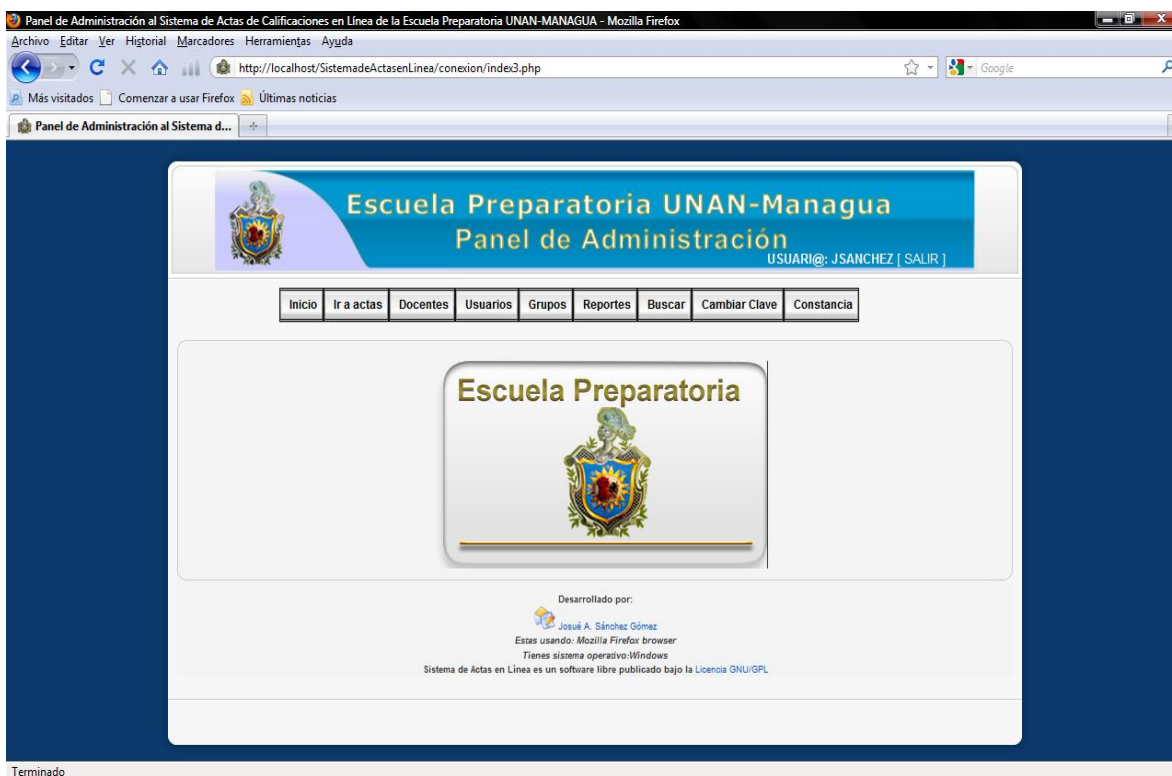 Panel de Administración al Sistema de Actas de Calificaciones en Línea de la Escuela Preparatoria UNAN-MANAGUA - Mozilla Firefox
Archivo Editar Ver Historial Marcadores Herramientas Ayuda
http://localhost/SistemadeActasenLinea/conexion/index3.php
Google
Más visitados Comenzar a usar Firefox Últimas noticias
Panel de Administración al Sistema d...
Escuela Preparatoria UNAN-Managua
Panel de Administración
USUARI@: JSANCHEZ [ SALIR ]
Inicio Ir a actas Docentes Usuarios Grupos Reportes Buscar Cambiar Clave Constancia
Escuela Preparatoria
Desarrollado por:
Josué A. Sánchez Gómez
Estas usando: Mozilla Firefox browser
Tienes sistema operativo:Windows
Sistema de Actas en Línea es un software libre publicado bajo la Licencia GNU/GPL
Terminado